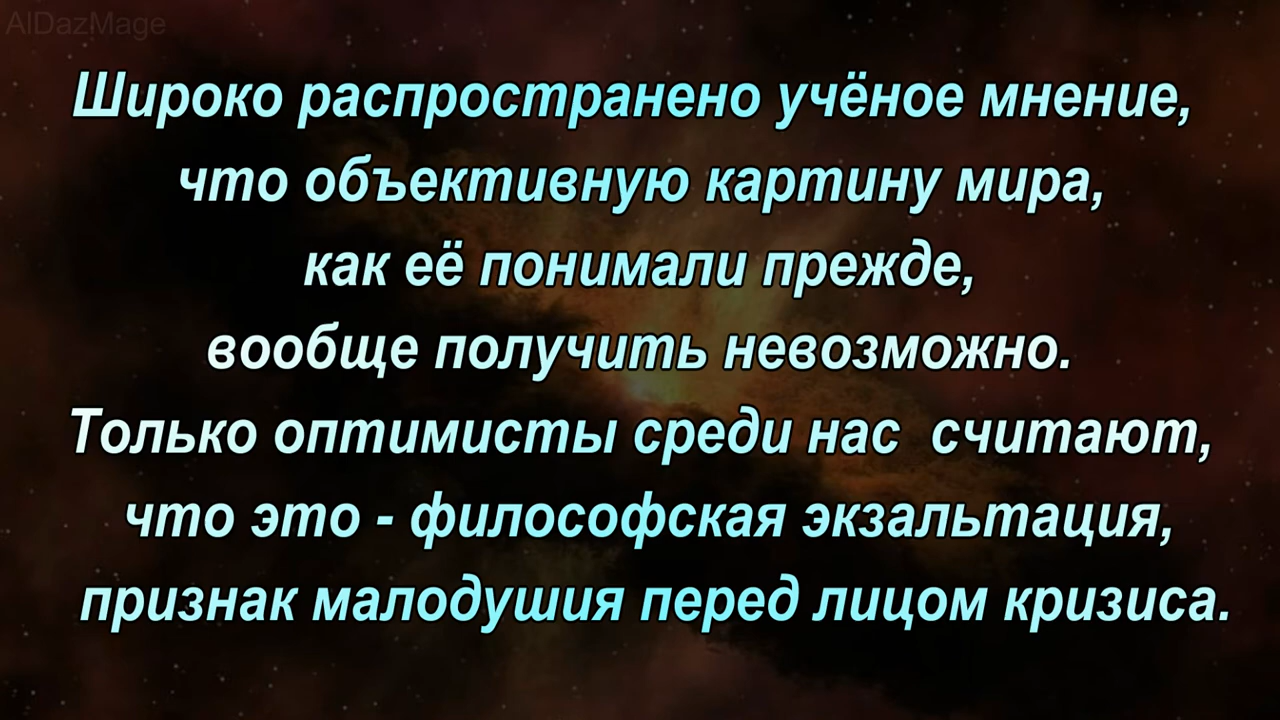 AlDazMage
Широко распространено учёное мнение,
что объективную картину мира,
как её понимали прежде,
вообще получить невозможно.
Только оптимисты среди нас считают,
что это - философская экзальтация,
признак малодушия перед лицом кризиса.